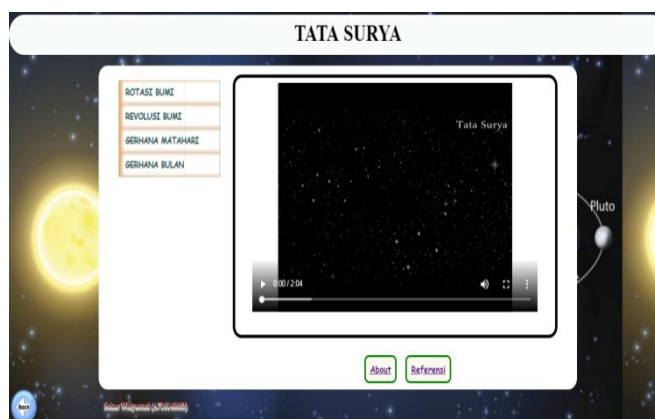 TATA SURYA
ROTASI BUMI
REVOLUSI BUMI
GERHANA MATAHARI
GERHANA BULAN
Tata Surya
0:00 / 2:04
Pluto
About
Referensi
Back